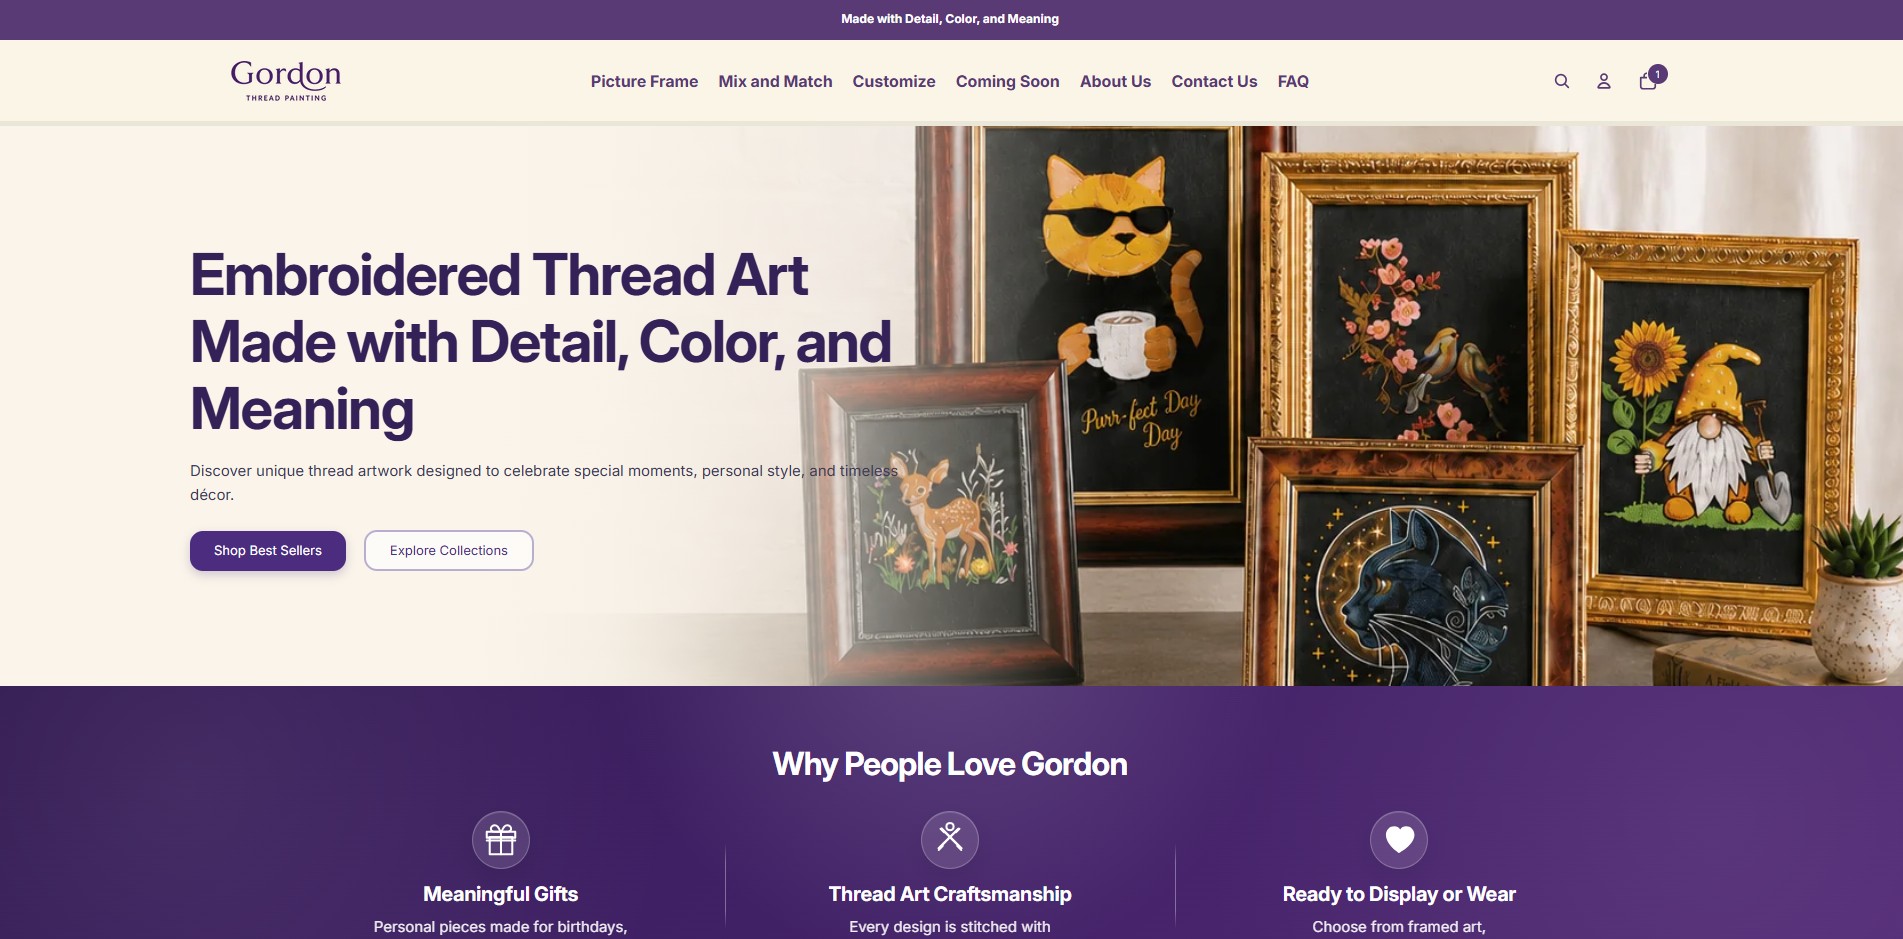 Made with Detail, Color, and Meaning
Gordon
THREAD PAINTING
Picture Frame Mix and Match Customize Coming Soon About Us Contact Us FAQ
1
Embroidered Thread Art
Made with Detail, Color, and
Meaning
Discover unique thread artwork designed to celebrate special moments, personal style, and timeless
décor.
Shop Best Sellers Explore Collections
Purr-fect Day
Day
Why People Love Gordon
Meaningful Gifts
Personal pieces made for birthdays,
Thread Art Craftsmanship
Every design is stitched with
Ready to Display or Wear
Choose from framed art,